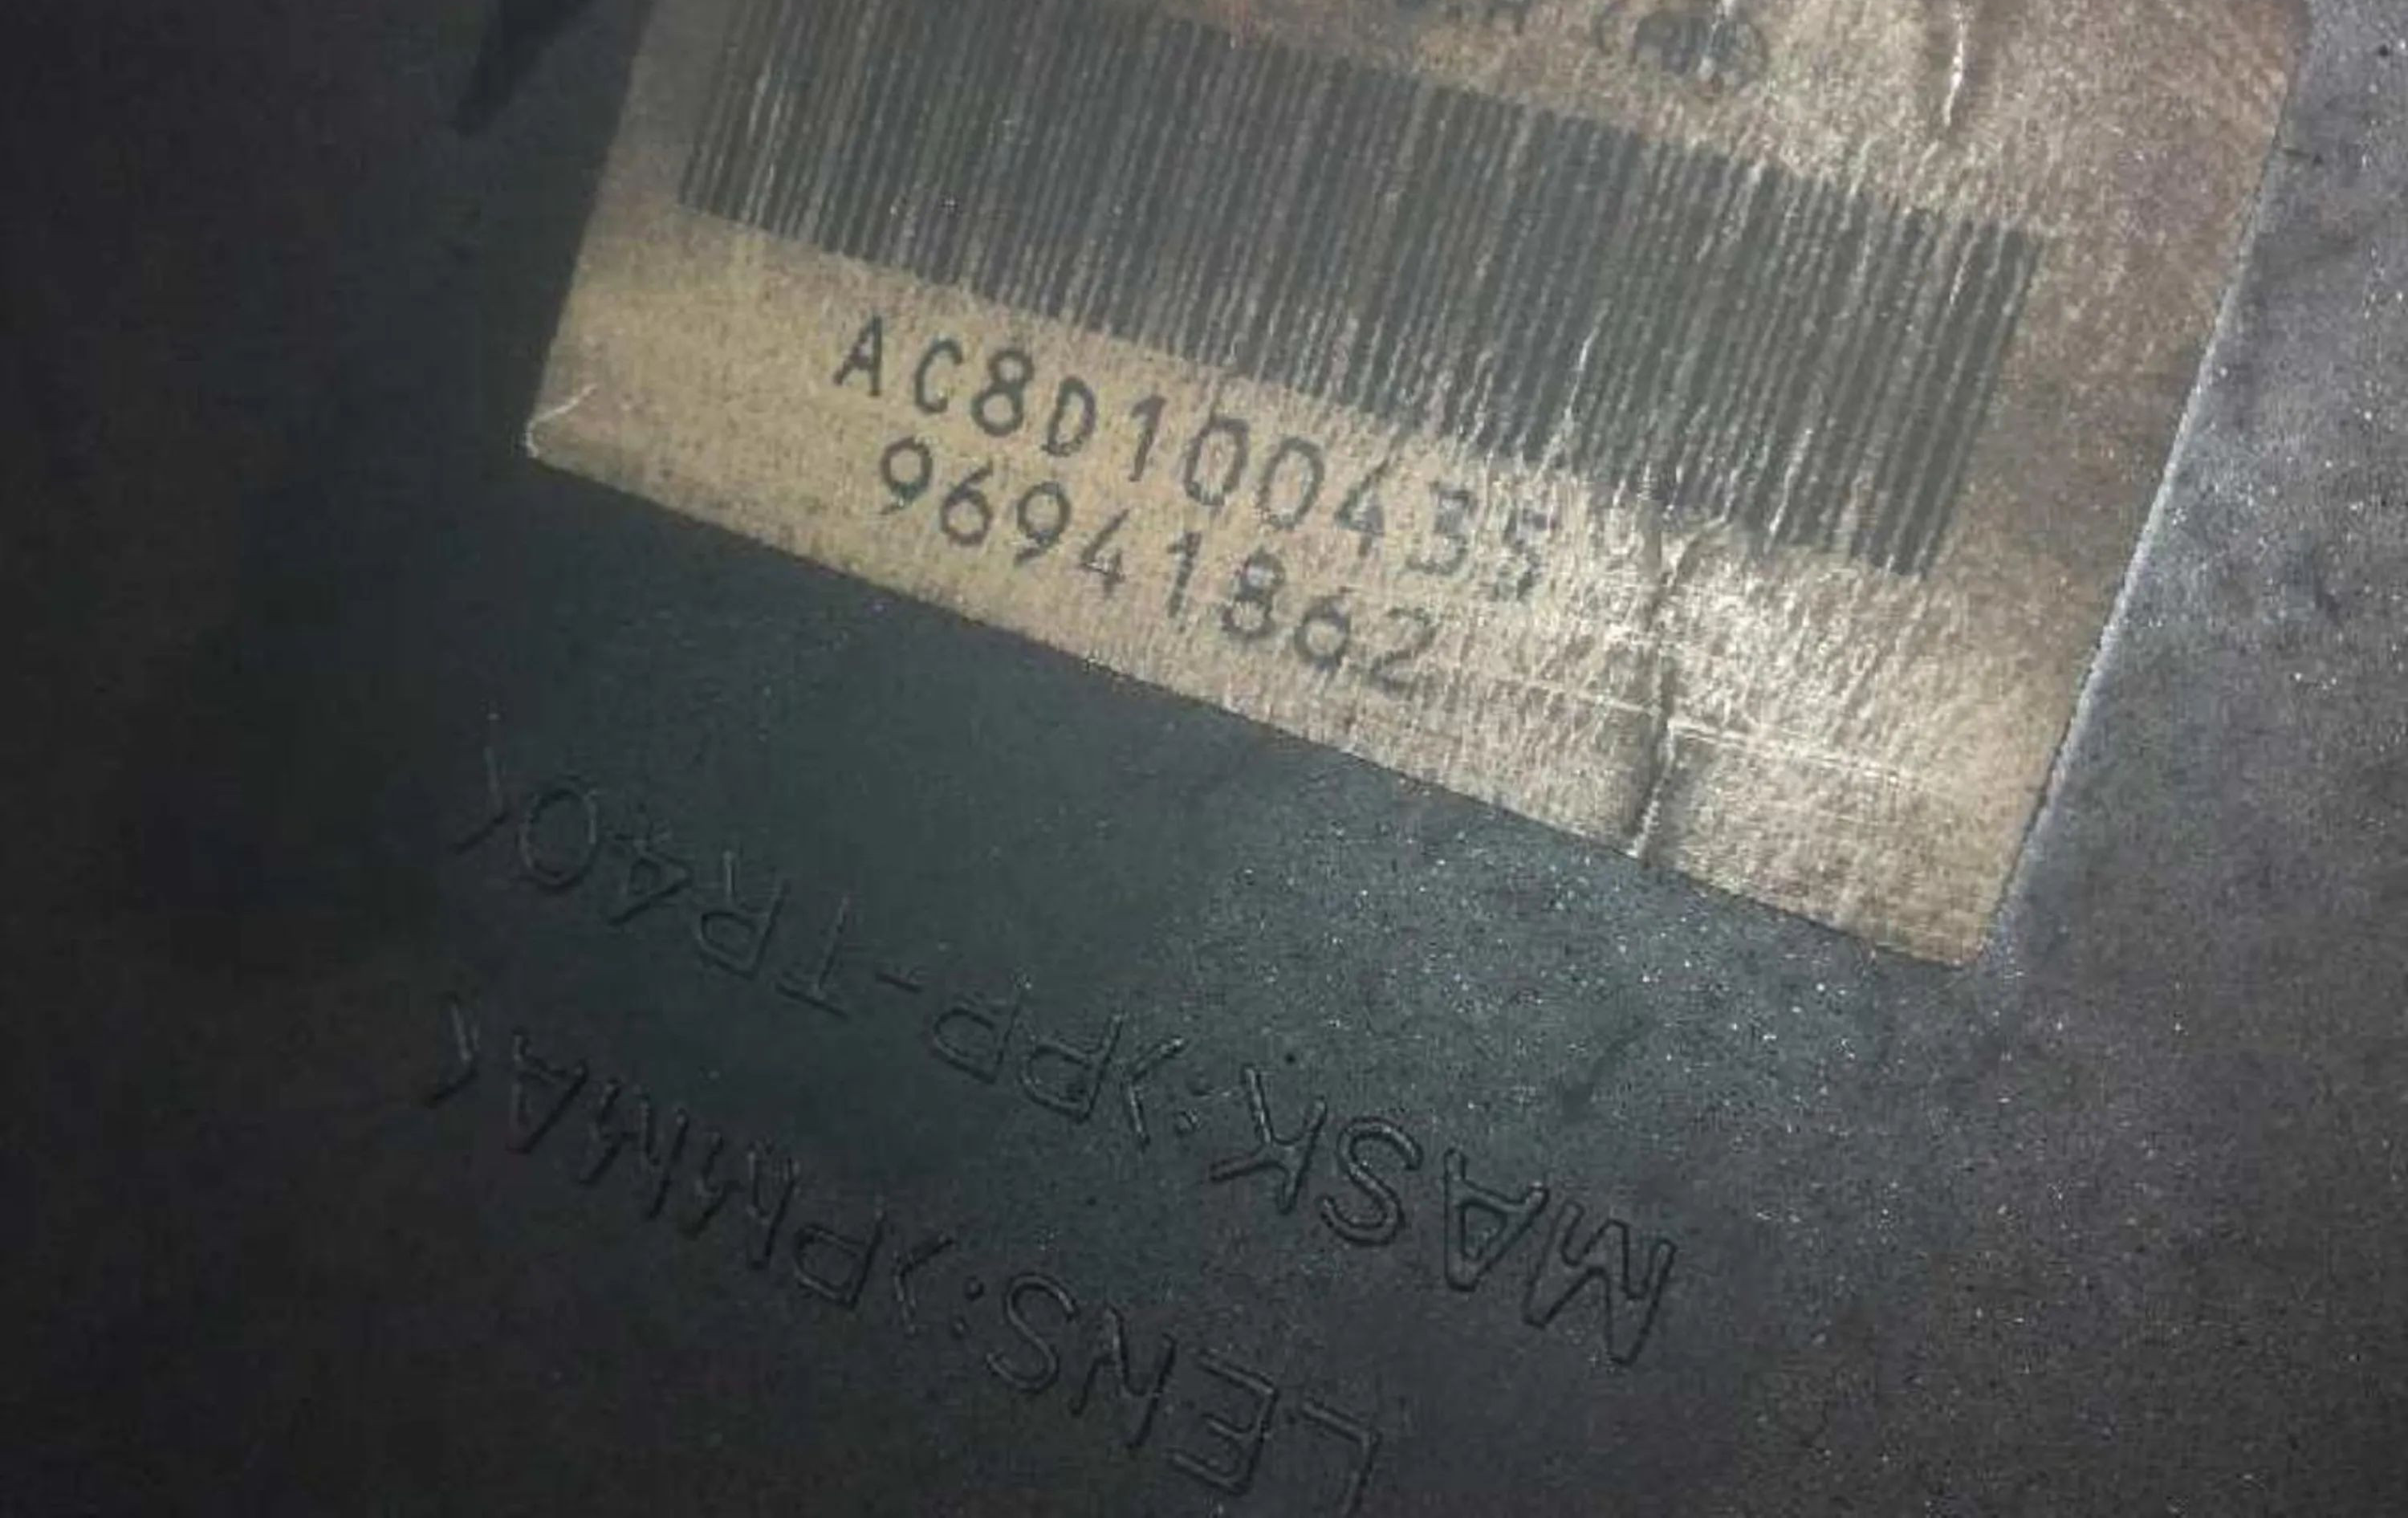 AC8D100435
96941862
MASK:>PP-TR40<
LENS:>PMMA<